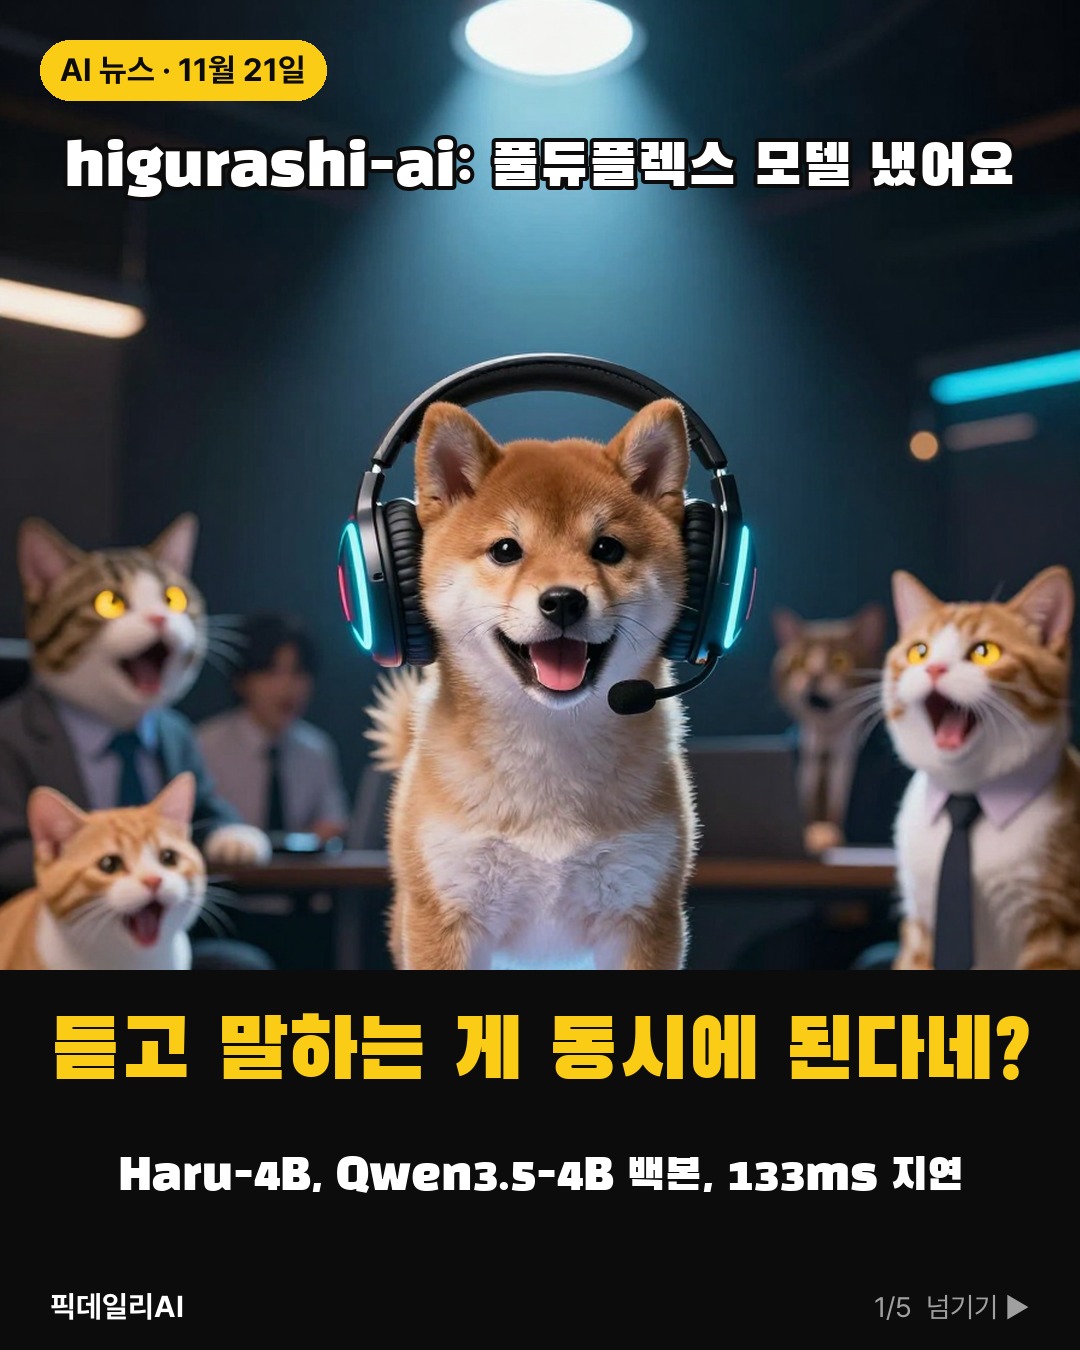 AI 뉴스 · 11월 21일
higurashi-ai: 풀듀플렉스 모델 냈어요
듣고 말하는 게 동시에 된다네?
Haru-4B, Qwen3.5-4B 백본, 133ms 지연
픽데일리AI
1/5 넘기기 ▶